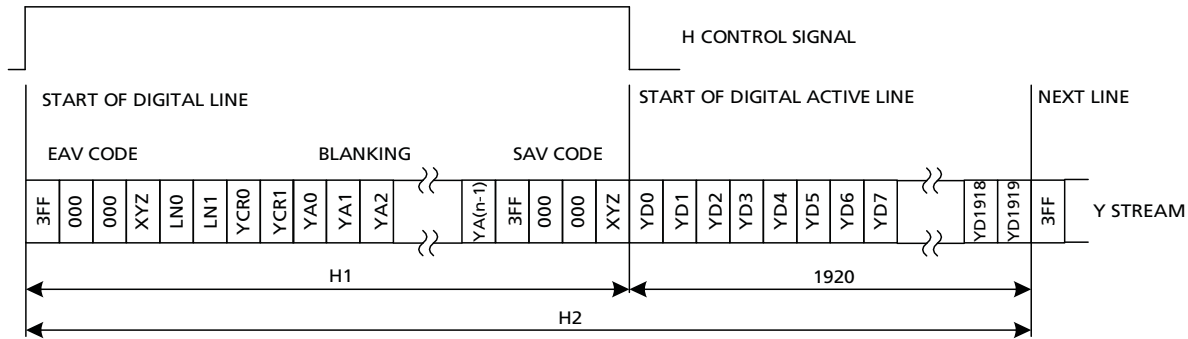 H CONTROL SIGNAL
START OF DIGITAL LINE
START OF DIGITAL ACTIVE LINE
NEXT LINE
EAV CODE
BLANKING
SAV CODE
3FF 000 000 XYZ LN0 LN1 YCR0 YCR1 YA0 YA1 YA2 YA(n-1) 3FF 000 000 XYZ YD0 YD1 YD2 YD3 YD4 YD5 YD6 YD7 YD1918 YD1919 3FF
Y STREAM
H1
1920
H2